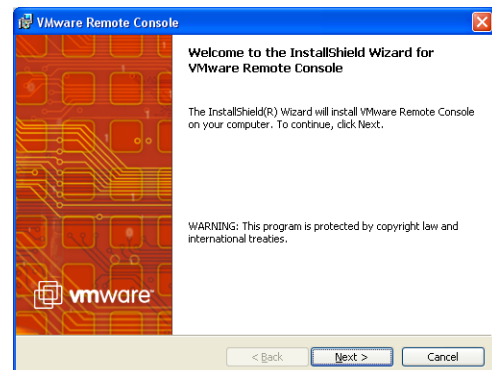 VMware Remote Console
Welcome to the InstallShield Wizard for
VMware Remote Console
The InstallShield(R) Wizard will install VMware Remote Console
on your computer. To continue, click Next.
WARNING: This program is protected by copyright law and
international treaties.
vmware
< Back
Next >
Cancel